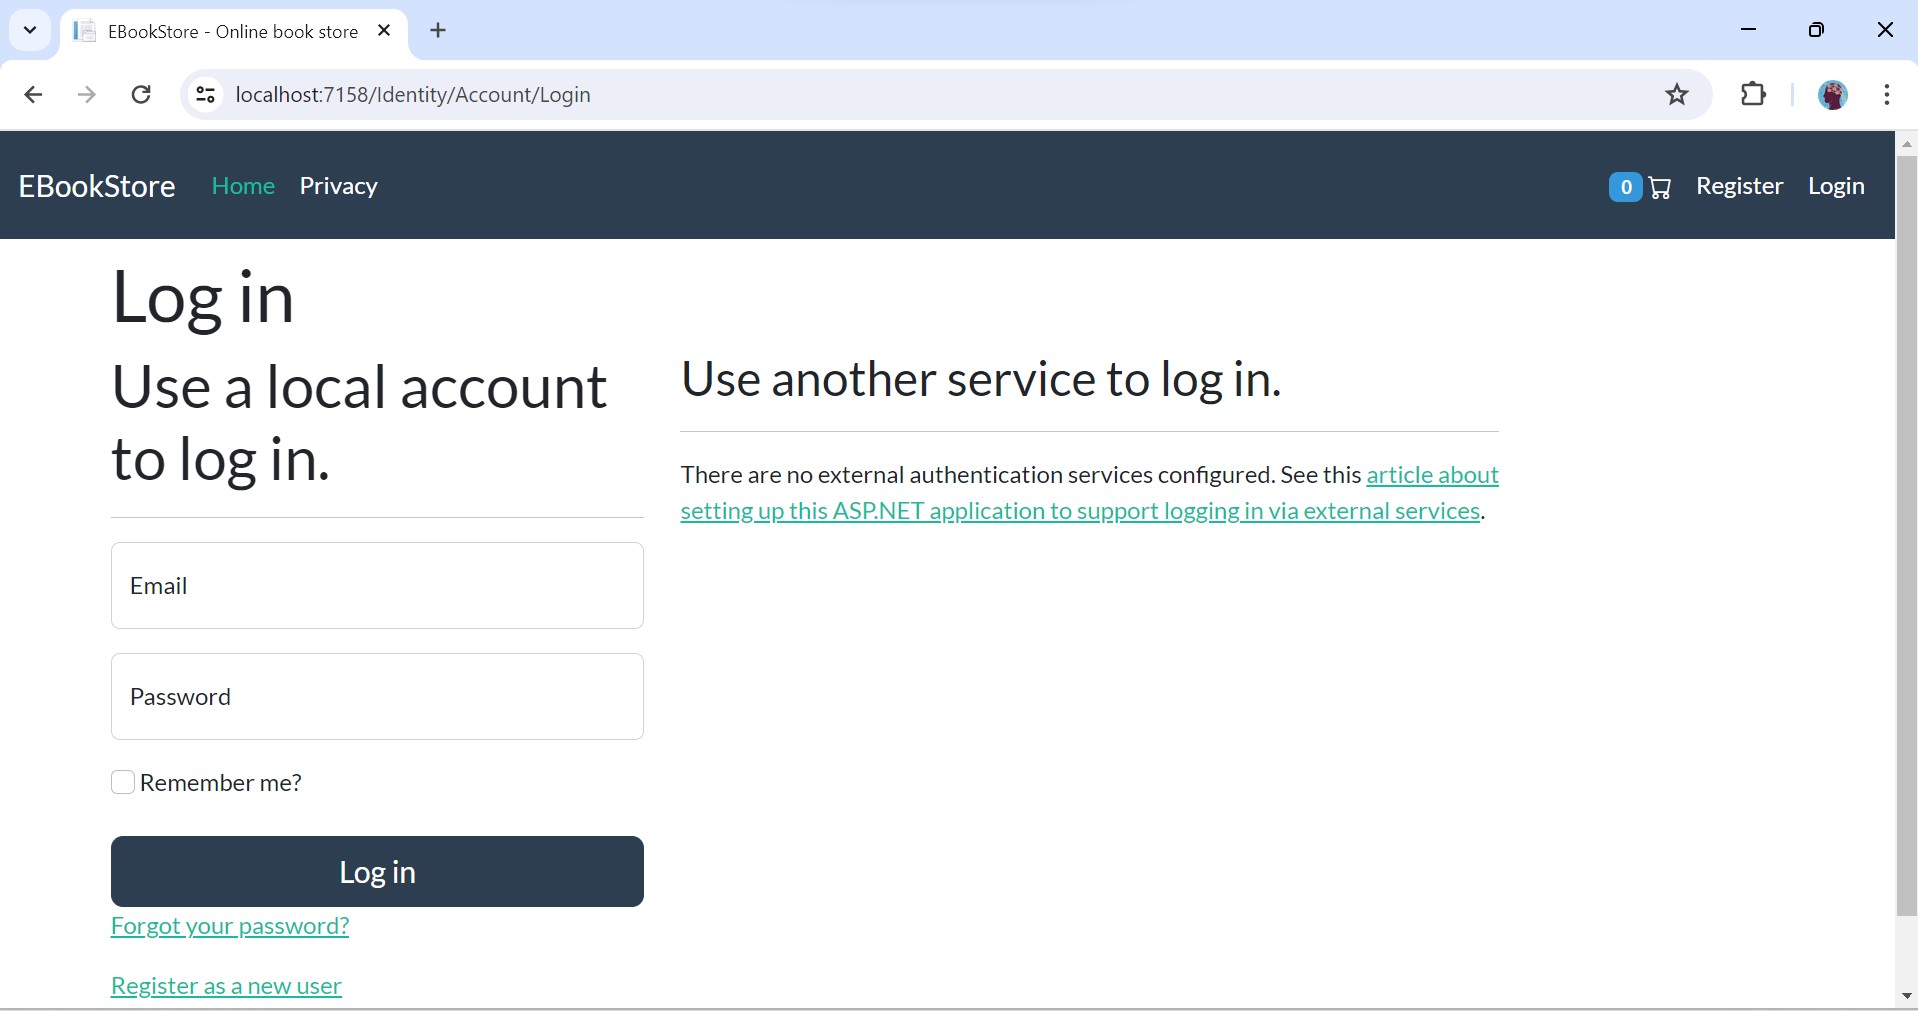 EBookStore - Online book store
localhost:7158/Identity/Account/Login
EBookStore Home Privacy 0 Register Login
Log in
Use a local account
to log in.
Email
Password
Remember me?
Log in
Forgot your password?
Register as a new user
Use another service to log in.
There are no external authentication services configured. See this article about
setting up this ASP.NET application to support logging in via external services.